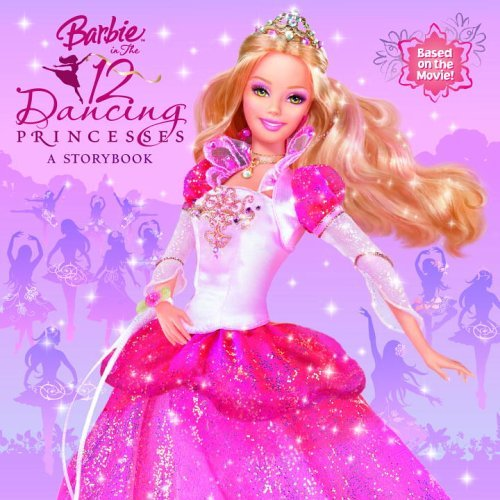 Barbie
in The
12
Dancing
PRINCESSES
A STORYBOOK
Based
on the
Movie!